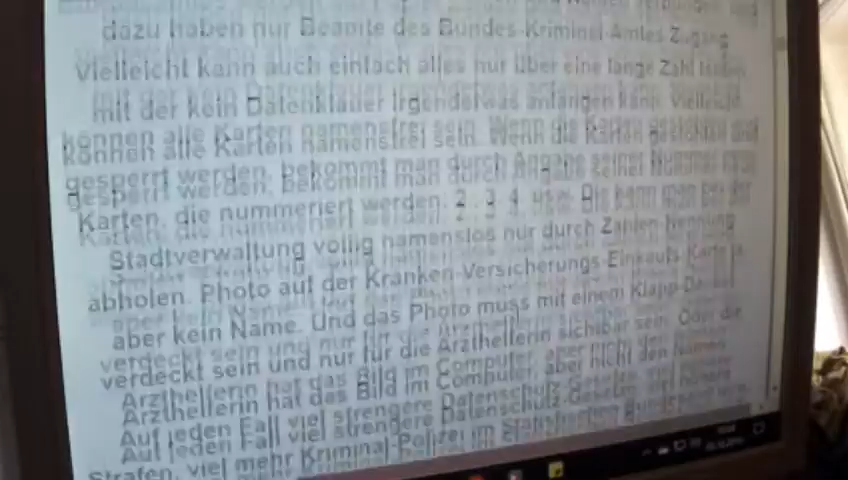 dazu haben nur Beamte des Bundes-Kriminal-Amtes Zugang
Vielleicht kann auch einfach alles nur über eine lange Zahl laufen
mit der kein Datenklauer irgendetwas anfangen kann. Vielleicht
können alle Karten namensfrei sein. Wenn die Karten gestohlen und
gesperrt werden, bekommt man durch Angabe seiner Nummer neue
Karten, die nummeriert werden. 2. 3. 4. usw. Die kann man bei der
Stadtverwaltung völlig namenslos nur durch Zahlen-Nennung
abholen. Photo auf der Kranken-Versicherungs-Einkaufs-Karte ja,
aber kein Name. Und das Photo muss mit einem Klapp-Deckel
verdeckt sein und nur für die Arzthelferin sichtbar sein. Oder die
Arzthelferin hat das Bild im Computer, aber nicht den Namen.
Auf jeden Fall viel strengere Datenschutz-Gesetze, viel höhere
Strafen, viel mehr Kriminal-Polizei im